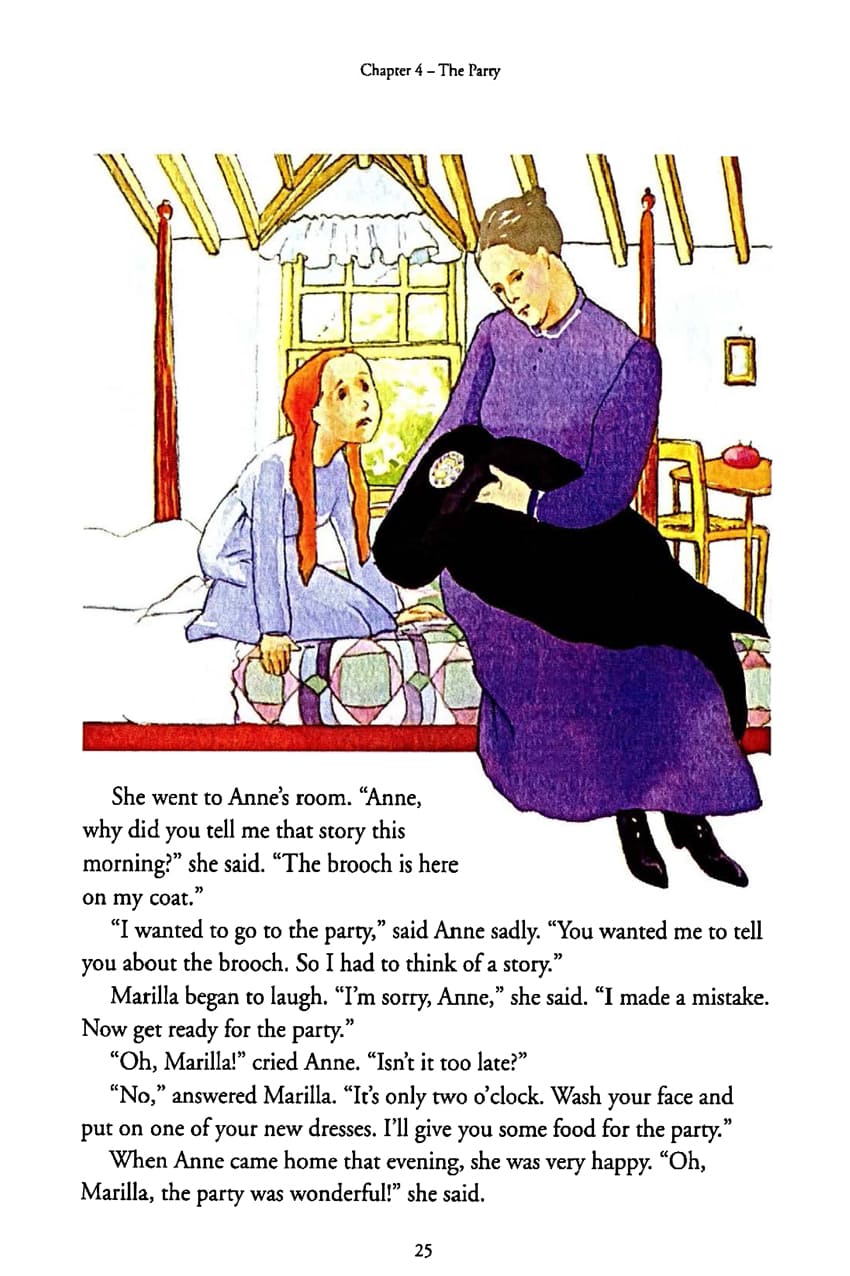 Chapter 4 – The Party
She went to Anne’s room. “Anne,
why did you tell me that story this
morning?” she said. “The brooch is here
on my coat.”
“I wanted to go to the party,” said Anne sadly. “You wanted me to tell
you about the brooch. So I had to think of a story.”
Marilla began to laugh. “I’m sorry, Anne,” she said. “I made a mistake.
Now get ready for the party.”
“Oh, Marilla!” cried Anne. “Isn’t it too late?”
“No,” answered Marilla. “It’s only two o’clock. Wash your face and
put on one of your new dresses. I’ll give you some food for the party.”
When Anne came home that evening, she was very happy. “Oh,
Marilla, the party was wonderful!” she said.
25